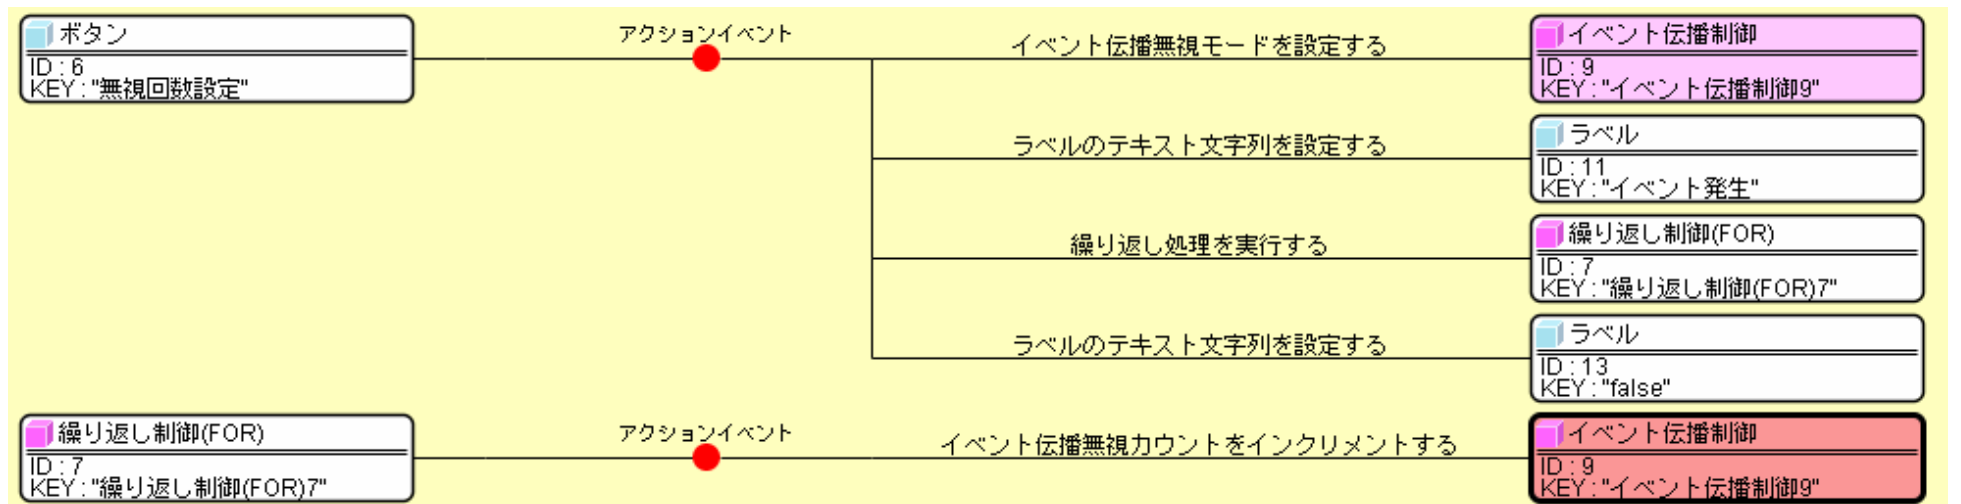 ボタン
ID : 6
KEY : "無視回数設定"
アクションイベント
イベント伝播無視モードを設定する
イベント伝播制御
ID : 9
KEY : "イベント伝播制御9"
ラベルのテキスト文字列を設定する
ラベル
ID : 11
KEY : "イベント発生"
繰り返し処理を実行する
繰り返し制御(FOR)
ID : 7
KEY : "繰り返し制御(FOR)7"
ラベルのテキスト文字列を設定する
ラベル
ID : 13
KEY : "false"
繰り返し制御(FOR)
ID : 7
KEY : "繰り返し制御(FOR)7"
アクションイベント
イベント伝播無視カウントをインクリメントする
イベント伝播制御
ID : 9
KEY : "イベント伝播制御9"